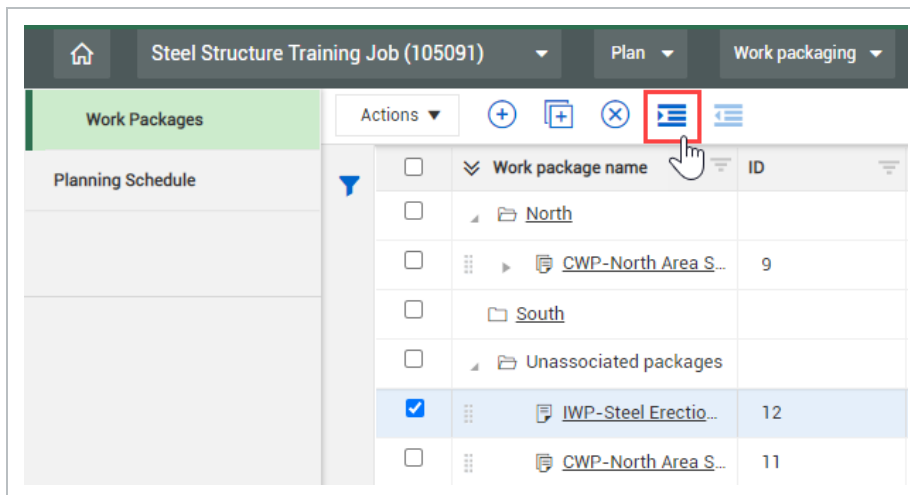 Steel Structure Training Job (105091) Plan Work packaging
Work Packages
Actions
Planning Schedule
Work package name ID
North
CWP-North Area S... 9
South
Unassociated packages
IWP-Steel Erectio... 12
CWP-North Area S... 11